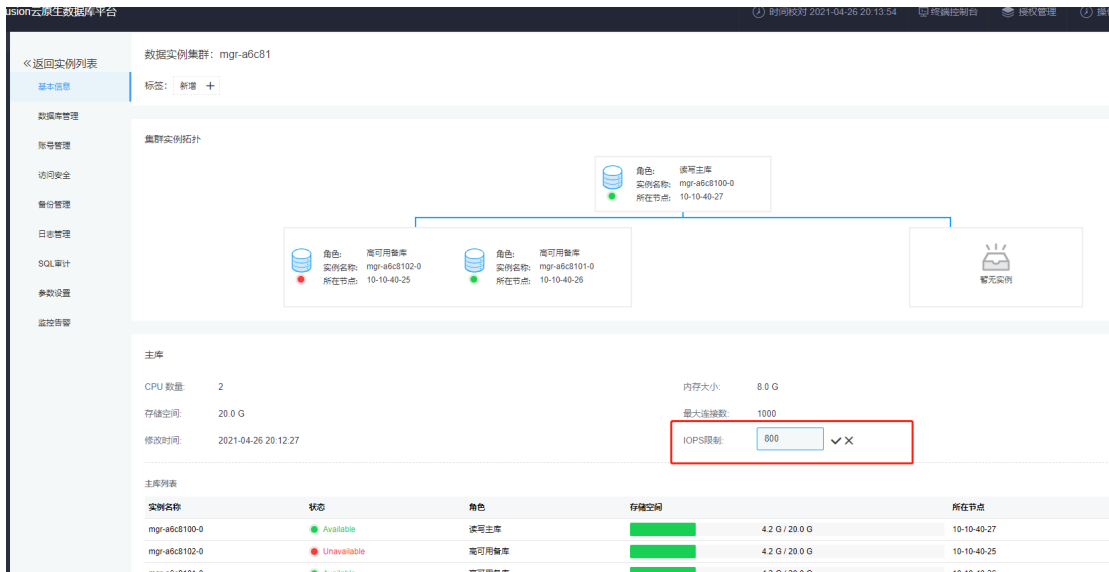 usion云原生数据库平台 时间校对 2021-04-26 20:13:54 终端控制台 授权管理
返回实例列表
基本信息
数据库管理
账号管理
访问安全
备份管理
日志管理
SQL审计
参数设置
监控告警
数据实例集群：mgr-a6c81
标签： 新增 +
集群实例拓扑
角色: 读写主库
实例名称: mgr-a6c8100-0
所在节点: 10-10-40-27
角色: 高可用备库
实例名称: mgr-a6c8102-0
所在节点: 10-10-40-25
角色: 高可用备库
实例名称: mgr-a6c8101-0
所在节点: 10-10-40-26
暂无实例
主库
CPU 数量: 2 内存大小: 8.0 G
存储空间: 20.0 G 最大连接数: 1000
修改时间: 2021-04-26 20:12:27 IOPS限制: 800
主库列表
实例名称 状态 角色 存储空间 所在节点
mgr-a6c8100-0 Available 读写主库 4.2 G / 20.0 G 10-10-40-27
mgr-a6c8102-0 Unavailable 高可用备库 4.2 G / 20.0 G 10-10-40-25